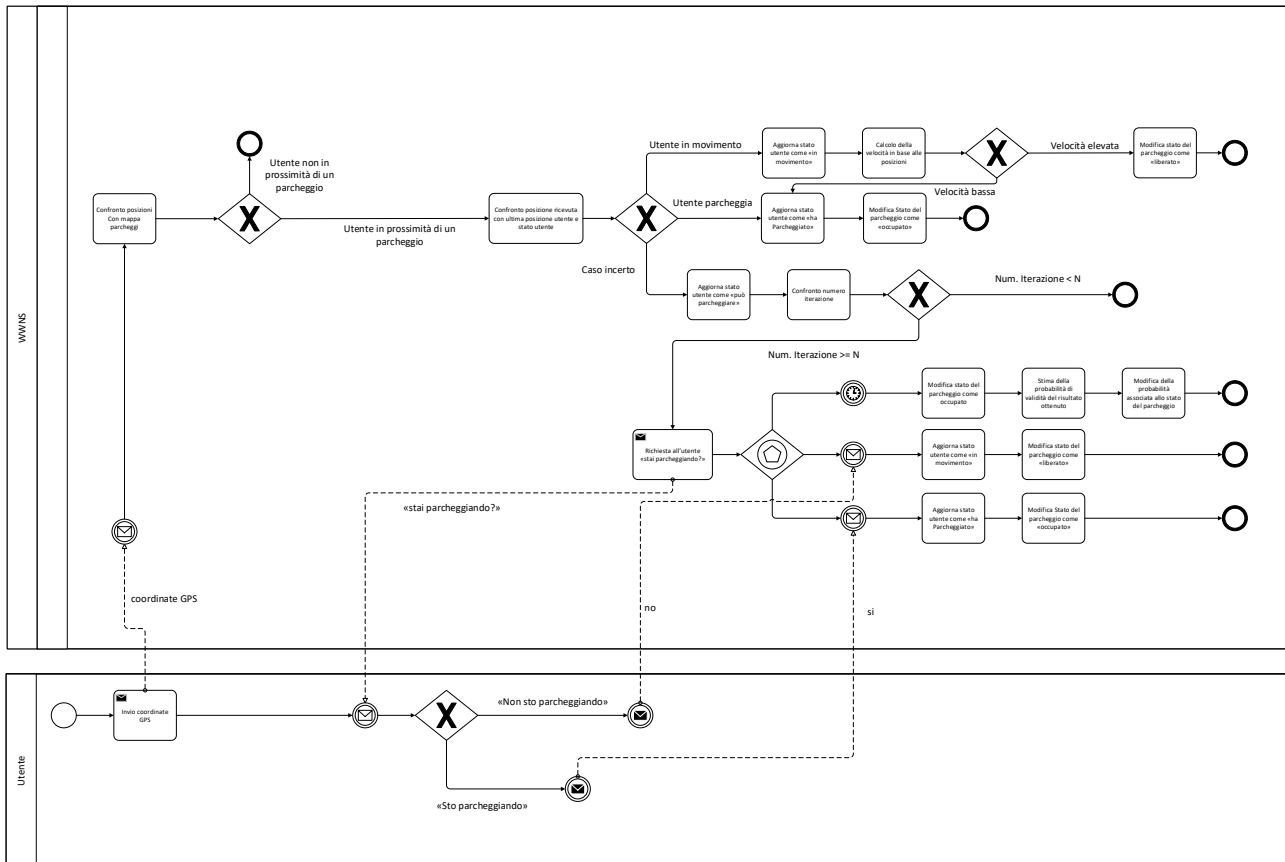 WWNS
Utente non in
prossimità di un
parcheggio
Confronto posizioni
Con mappa
parcheggi
Utente in prossimità di un
parcheggio
Confronto posizione ricevuta
con ultima posizione utente e
stato utente
Utente in movimento
Aggiorna stato
utente come «in
movimento»
Calcolo della
velocità in base alle
posizioni
Velocità elevata
Modifica stato del
parcheggio come
«liberato»
Velocità bassa
Utente parcheggia
Aggiorna stato
utente come «ha
Parcheggiato»
Modifica Stato del
parcheggio come
«occupato»
Caso incerto
Aggiorna stato
utente come «può
parcheggiare»
Confronto numero
iterazione
Num. Iterazione < N
Num. Iterazione >= N
Modifica stato del
parcheggio come
occupato
Stima della
probabilità di
validità del risultato
ottenuto
Modifica della
probabilità
associata allo stato
del parcheggio
Richiesta all'utente
«stai parcheggiando?»
Aggiorna stato
utente come «in
movimento»
Modifica stato del
parcheggio come
«liberato»
Aggiorna stato
utente come «ha
Parcheggiato»
Modifica Stato del
parcheggio come
«occupato»
«stai parcheggiando?»
coordinate GPS
no
si
Utente
Invio coordinate
GPS
«Non sto parcheggiando»
«Sto parcheggiando»